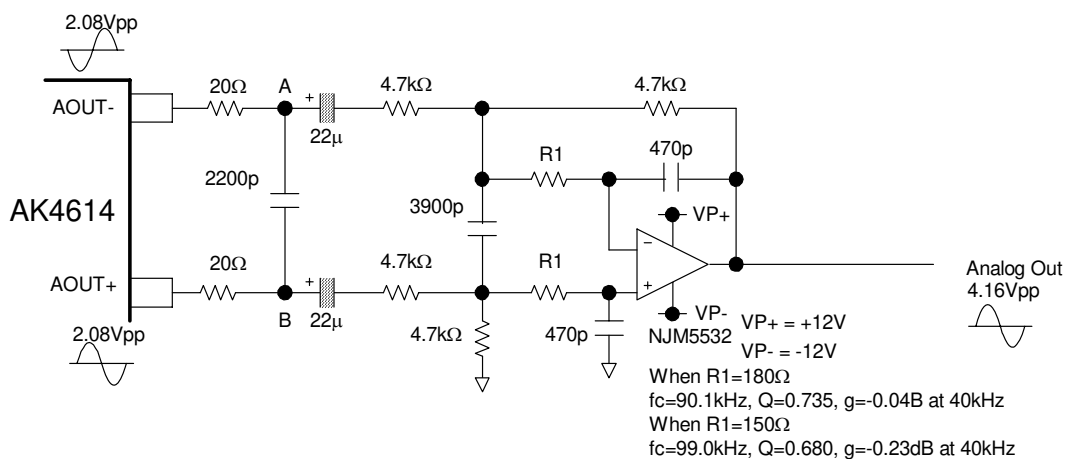 2.08Vpp
AOUT-
20Ω
A
+
22μ
4.7kΩ
4.7kΩ
R1
470p
2200p
AK4614
3900p
VP+
−
+
20Ω
4.7kΩ
R1
AOUT+
B
+
22μ
2.08Vpp
4.7kΩ
470p
VP-
NJM5532
Analog Out
4.16Vpp
VP+ = +12V
VP- = -12V
When R1=180Ω
fc=90.1kHz, Q=0.735, g=-0.04B at 40kHz
When R1=150Ω
fc=99.0kHz, Q=0.680, g=-0.23dB at 40kHz